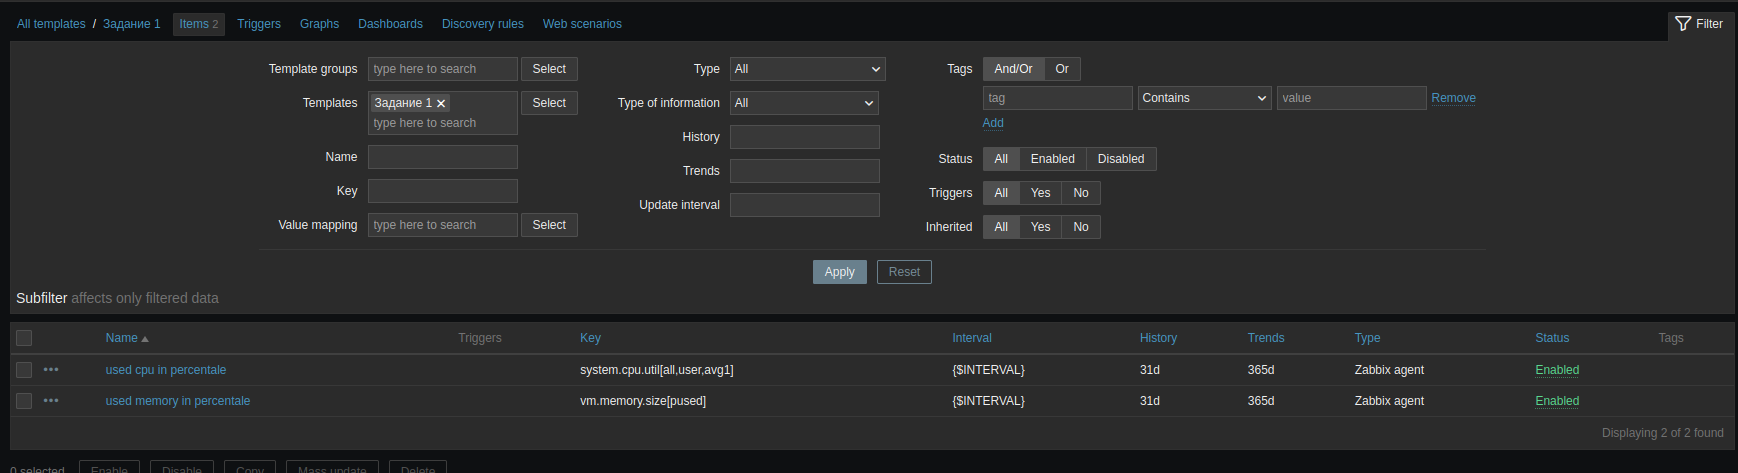 All templates / Задание 1 Items 2 Triggers Graphs Dashboards Discovery rules Web scenarios Filter
Template groups type here to search Select Type All Tags And/Or Or
Templates Задание 1 × Select Type of information All tag Contains value Remove
type here to search Add
Name History
Status All Enabled Disabled
Key Trends Triggers All Yes No
Value mapping type here to search Select Update interval Inherited All Yes No
Apply Reset
Subfilter affects only filtered data
Name Triggers Key Interval History Trends Type Status Tags
used cpu in percentale system.cpu.util[all,user,avg1] {$INTERVAL} 31d 365d Zabbix agent Enabled
used memory in percentale vm.memory.size[pused] {$INTERVAL} 31d 365d Zabbix agent Enabled
Displaying 2 of 2 found
0 selected Enable Disable Copy Mass update Delete